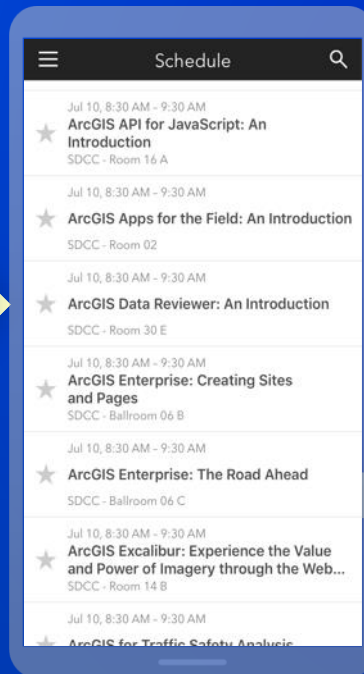 Schedule
Jul 10, 8:30 AM – 9:30 AM
ArcGIS API for JavaScript: An
Introduction
SDCC - Room 16 A
Jul 10, 8:30 AM – 9:30 AM
ArcGIS Apps for the Field: An Introduction
SDCC - Room 02
Jul 10, 8:30 AM – 9:30 AM
ArcGIS Data Reviewer: An Introduction
SDCC - Room 30 E
Jul 10, 8:30 AM – 9:30 AM
ArcGIS Enterprise: Creating Sites
and Pages
SDCC - Ballroom 06 B
Jul 10, 8:30 AM – 9:30 AM
ArcGIS Enterprise: The Road Ahead
SDCC - Ballroom 06 C
Jul 10, 8:30 AM – 9:30 AM
ArcGIS Excalibur: Experience the Value
and Power of Imagery through the Web...
SDCC - Room 14 B
Jul 10, 8:30 AM – 9:30 AM
ArcGIS for Traffic Safety Analysis